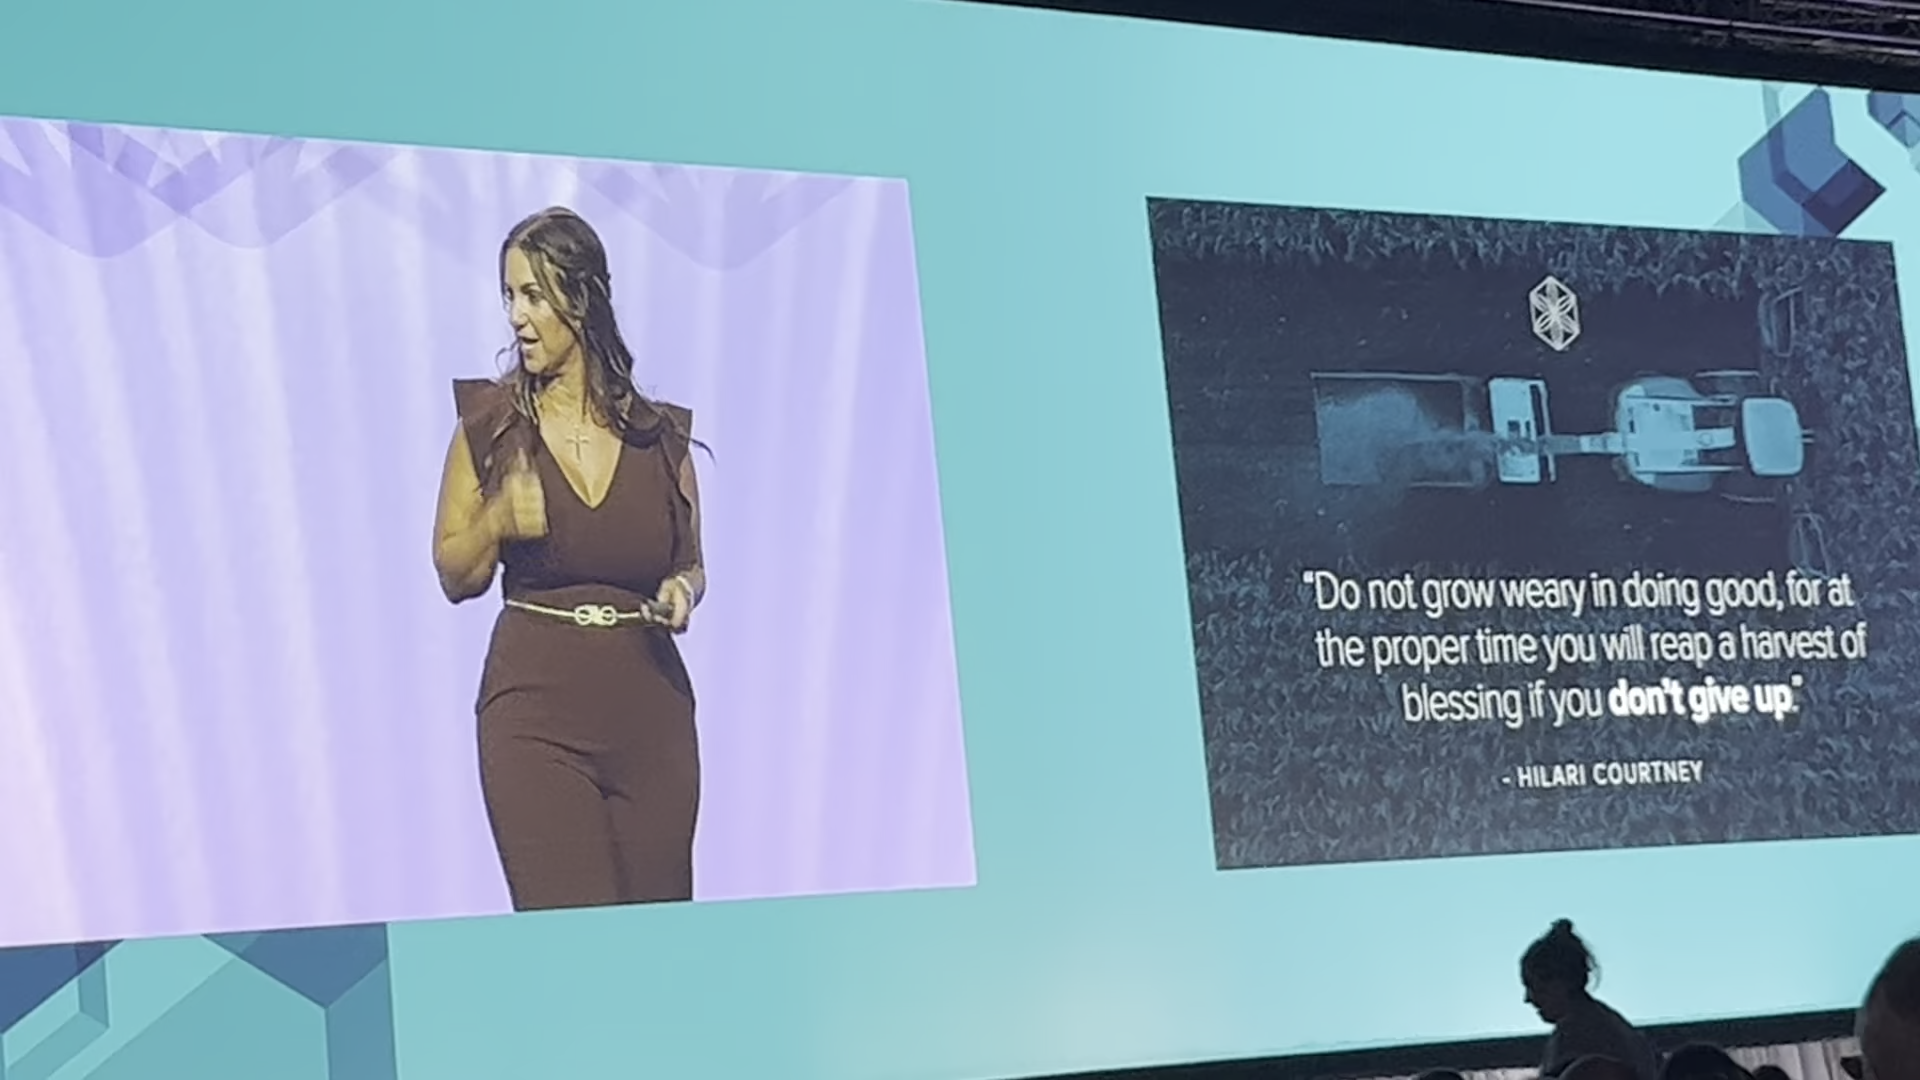 “Do not grow weary in doing good, for at
the proper time you will reap a harvest of
blessing if you don't give up.”
- HILARI COURTNEY